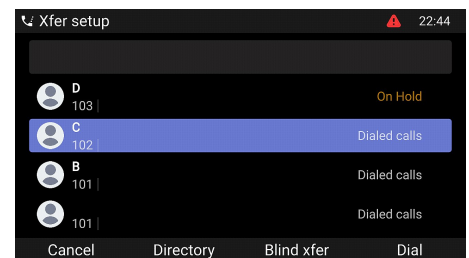 Xfer setup 22:44
D
103 | On Hold
C
102 | Dialed calls
B
101 | Dialed calls
101 | Dialed calls
Cancel Directory Blind xfer Dial